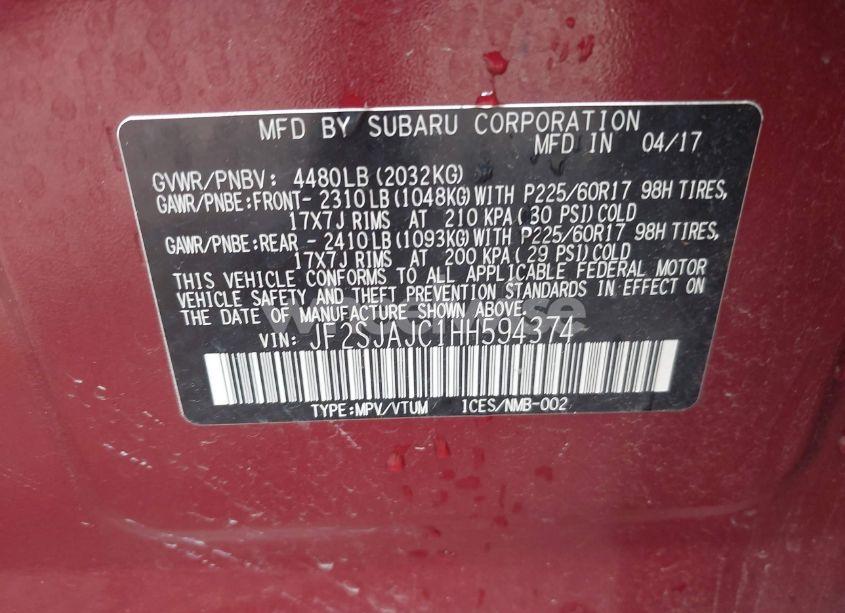 MFD BY SUBARU CORPORATION
MFD IN 04/17
GVWR/PNBV: 4480LB(2032KG)
GAWR/PNBE:FRONT- 2310LB(1048KG)WITH P225/60R17 98H TIRES,
17X7J RIMS AT 210 KPA( 30 PSI)COLD
GAWR/PNBE:REAR - 2410LB(1093KG)WITH P225/60R17 98H TIRES,
17X7J RIMS AT 200 KPA( 29 PSI)COLD
THIS VEHICLE CONFORMS TO ALL APPLICABLE FEDERAL MOTOR
VEHICLE SAFETY AND THEFT PREVENTION STANDARDS IN EFFECT ON
THE DATE OF MANUFACTURE SHOWN ABOVE.
VIN: JF2SJAJC1HH594374
TYPE:MPV/VTUM ICES/NMB-002